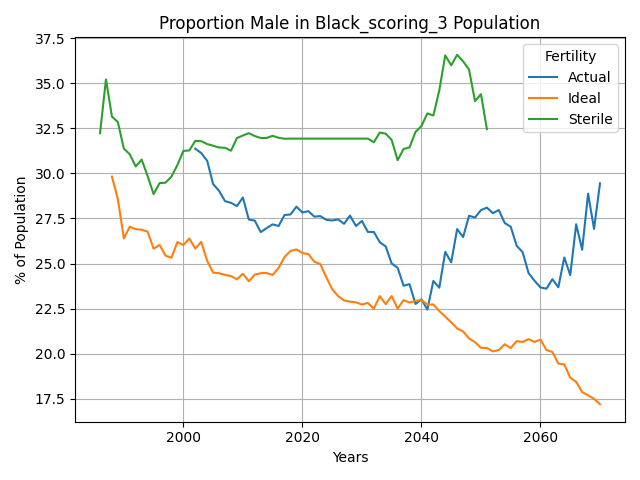 Proportion Male in Black_scoring_3 Population
% of Population
37.5
35.0
32.5
30.0
27.5
25.0
22.5
20.0
17.5
Fertility
Actual
Ideal
Sterile
2000
2020
2040
2060
Years